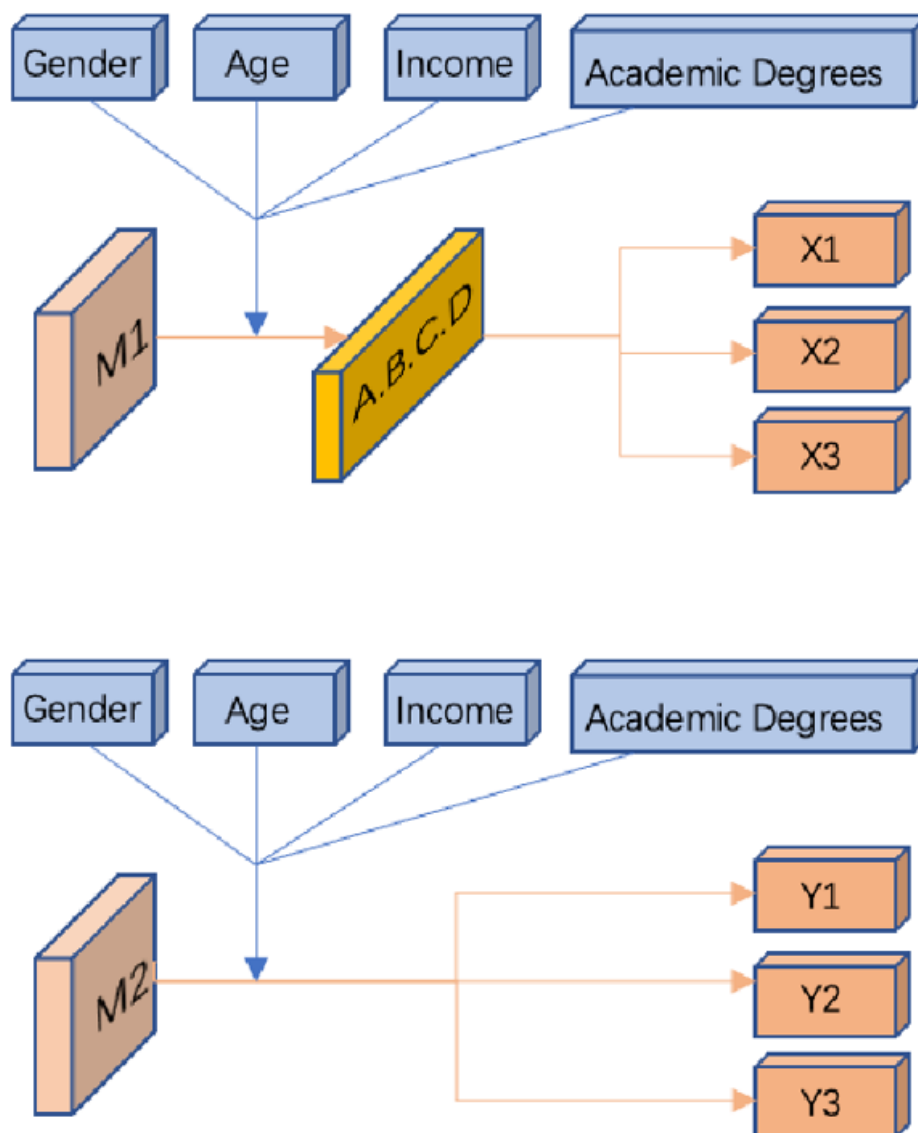 Gender
Age
Income
Academic Degrees
M1
A.B.C.D
X1
X2
X3
Gender
Age
Income
Academic Degrees
M2
Y1
Y2
Y3